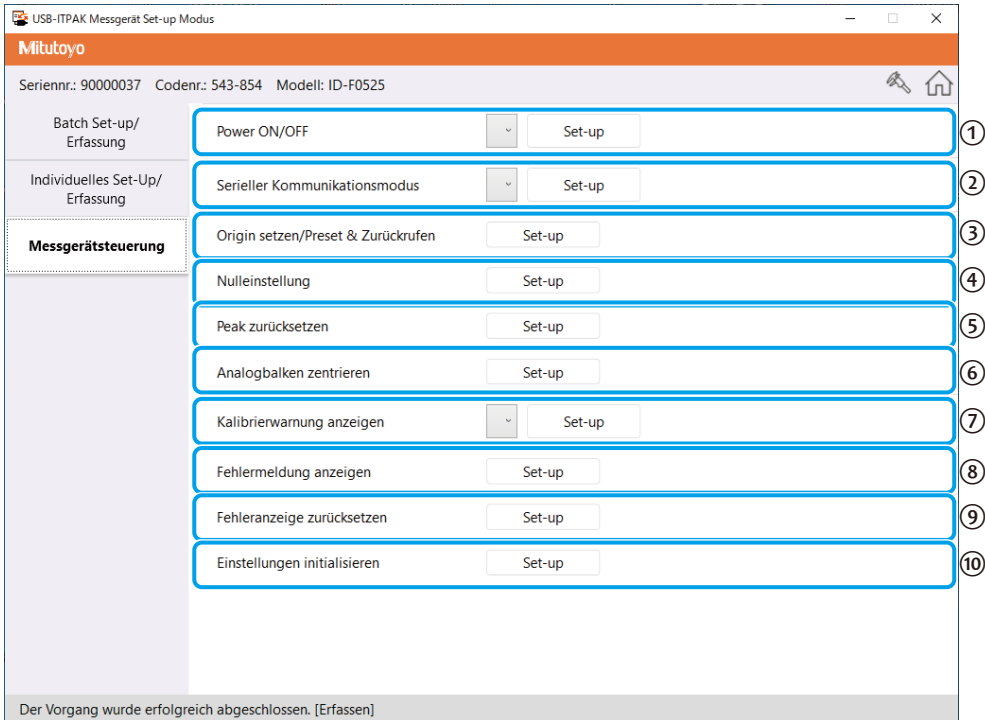 USB-ITPAK Messgerät Set-up Modus
Mitutoyo
Seriennr.: 90000037 Codenr.: 543-854 Modell: ID-F0525
Batch Set-up/
Erfassung
Individuelles Set-Up/
Erfassung
Messgerätsteuerung
Power ON/OFF Set-up ①
Serieller Kommunikationsmodus Set-up ②
Origin setzen/Preset & Zurückrufen Set-up ③
Nulleinstellung Set-up ④
Peak zurücksetzen Set-up ⑤
Analogbalken zentrieren Set-up ⑥
Kalibrierwarnung anzeigen Set-up ⑦
Fehlermeldung anzeigen Set-up ⑧
Fehleranzeige zurücksetzen Set-up ⑨
Einstellungen initialisieren Set-up ⑩
Der Vorgang wurde erfolgreich abgeschlossen. [Erfassen]